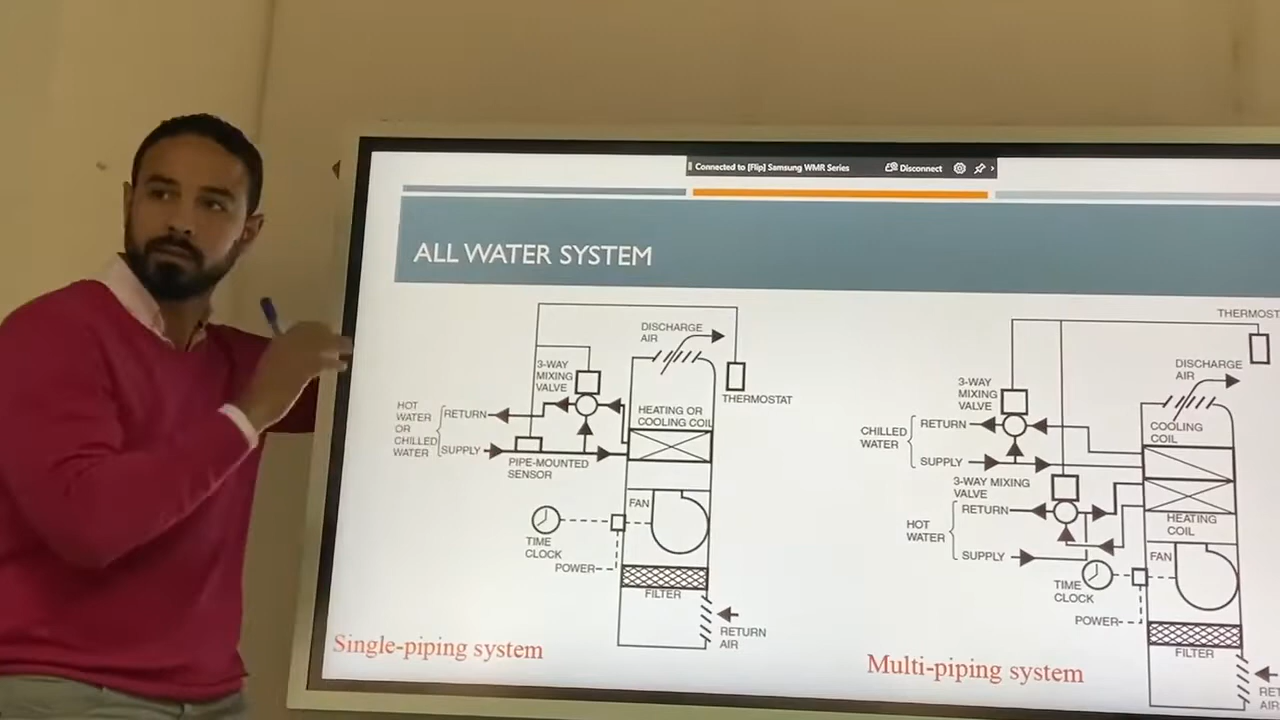 Connected to [Flip] Samsung WMR Series
Disconnect
ALL WATER SYSTEM
DISCHARGE
AIR
3-WAY
MIXING
VALVE
THERMOSTAT
HOT
WATER
OR
CHILLED
WATER
RETURN
SUPPLY
HEATING OR
COOLING COIL
PIPE-MOUNTED
SENSOR
FAN
TIME
CLOCK
POWER
FILTER
RETURN
AIR
Single-piping system
THERMOST
DISCHARGE
AIR
3-WAY
MIXING
VALVE
CHILLED
WATER
RETURN
SUPPLY
COOLING
COIL
3-WAY MIXING
VALVE
HOT
WATER
RETURN
SUPPLY
HEATING
COIL
FAN
TIME
CLOCK
POWER
FILTER
RET
AIR
Multi-piping system